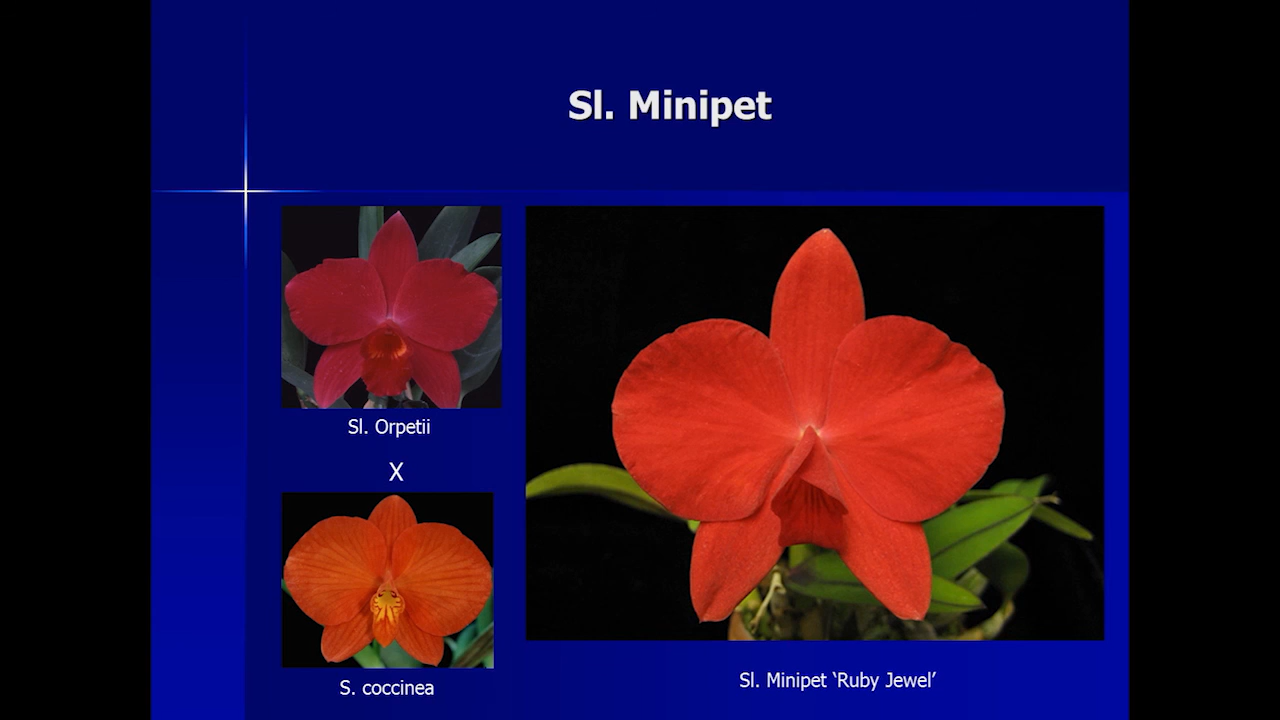 Sl. Minipet
Sl. Orpetii
X
S. coccinea
Sl. Minipet ‘Ruby Jewel’